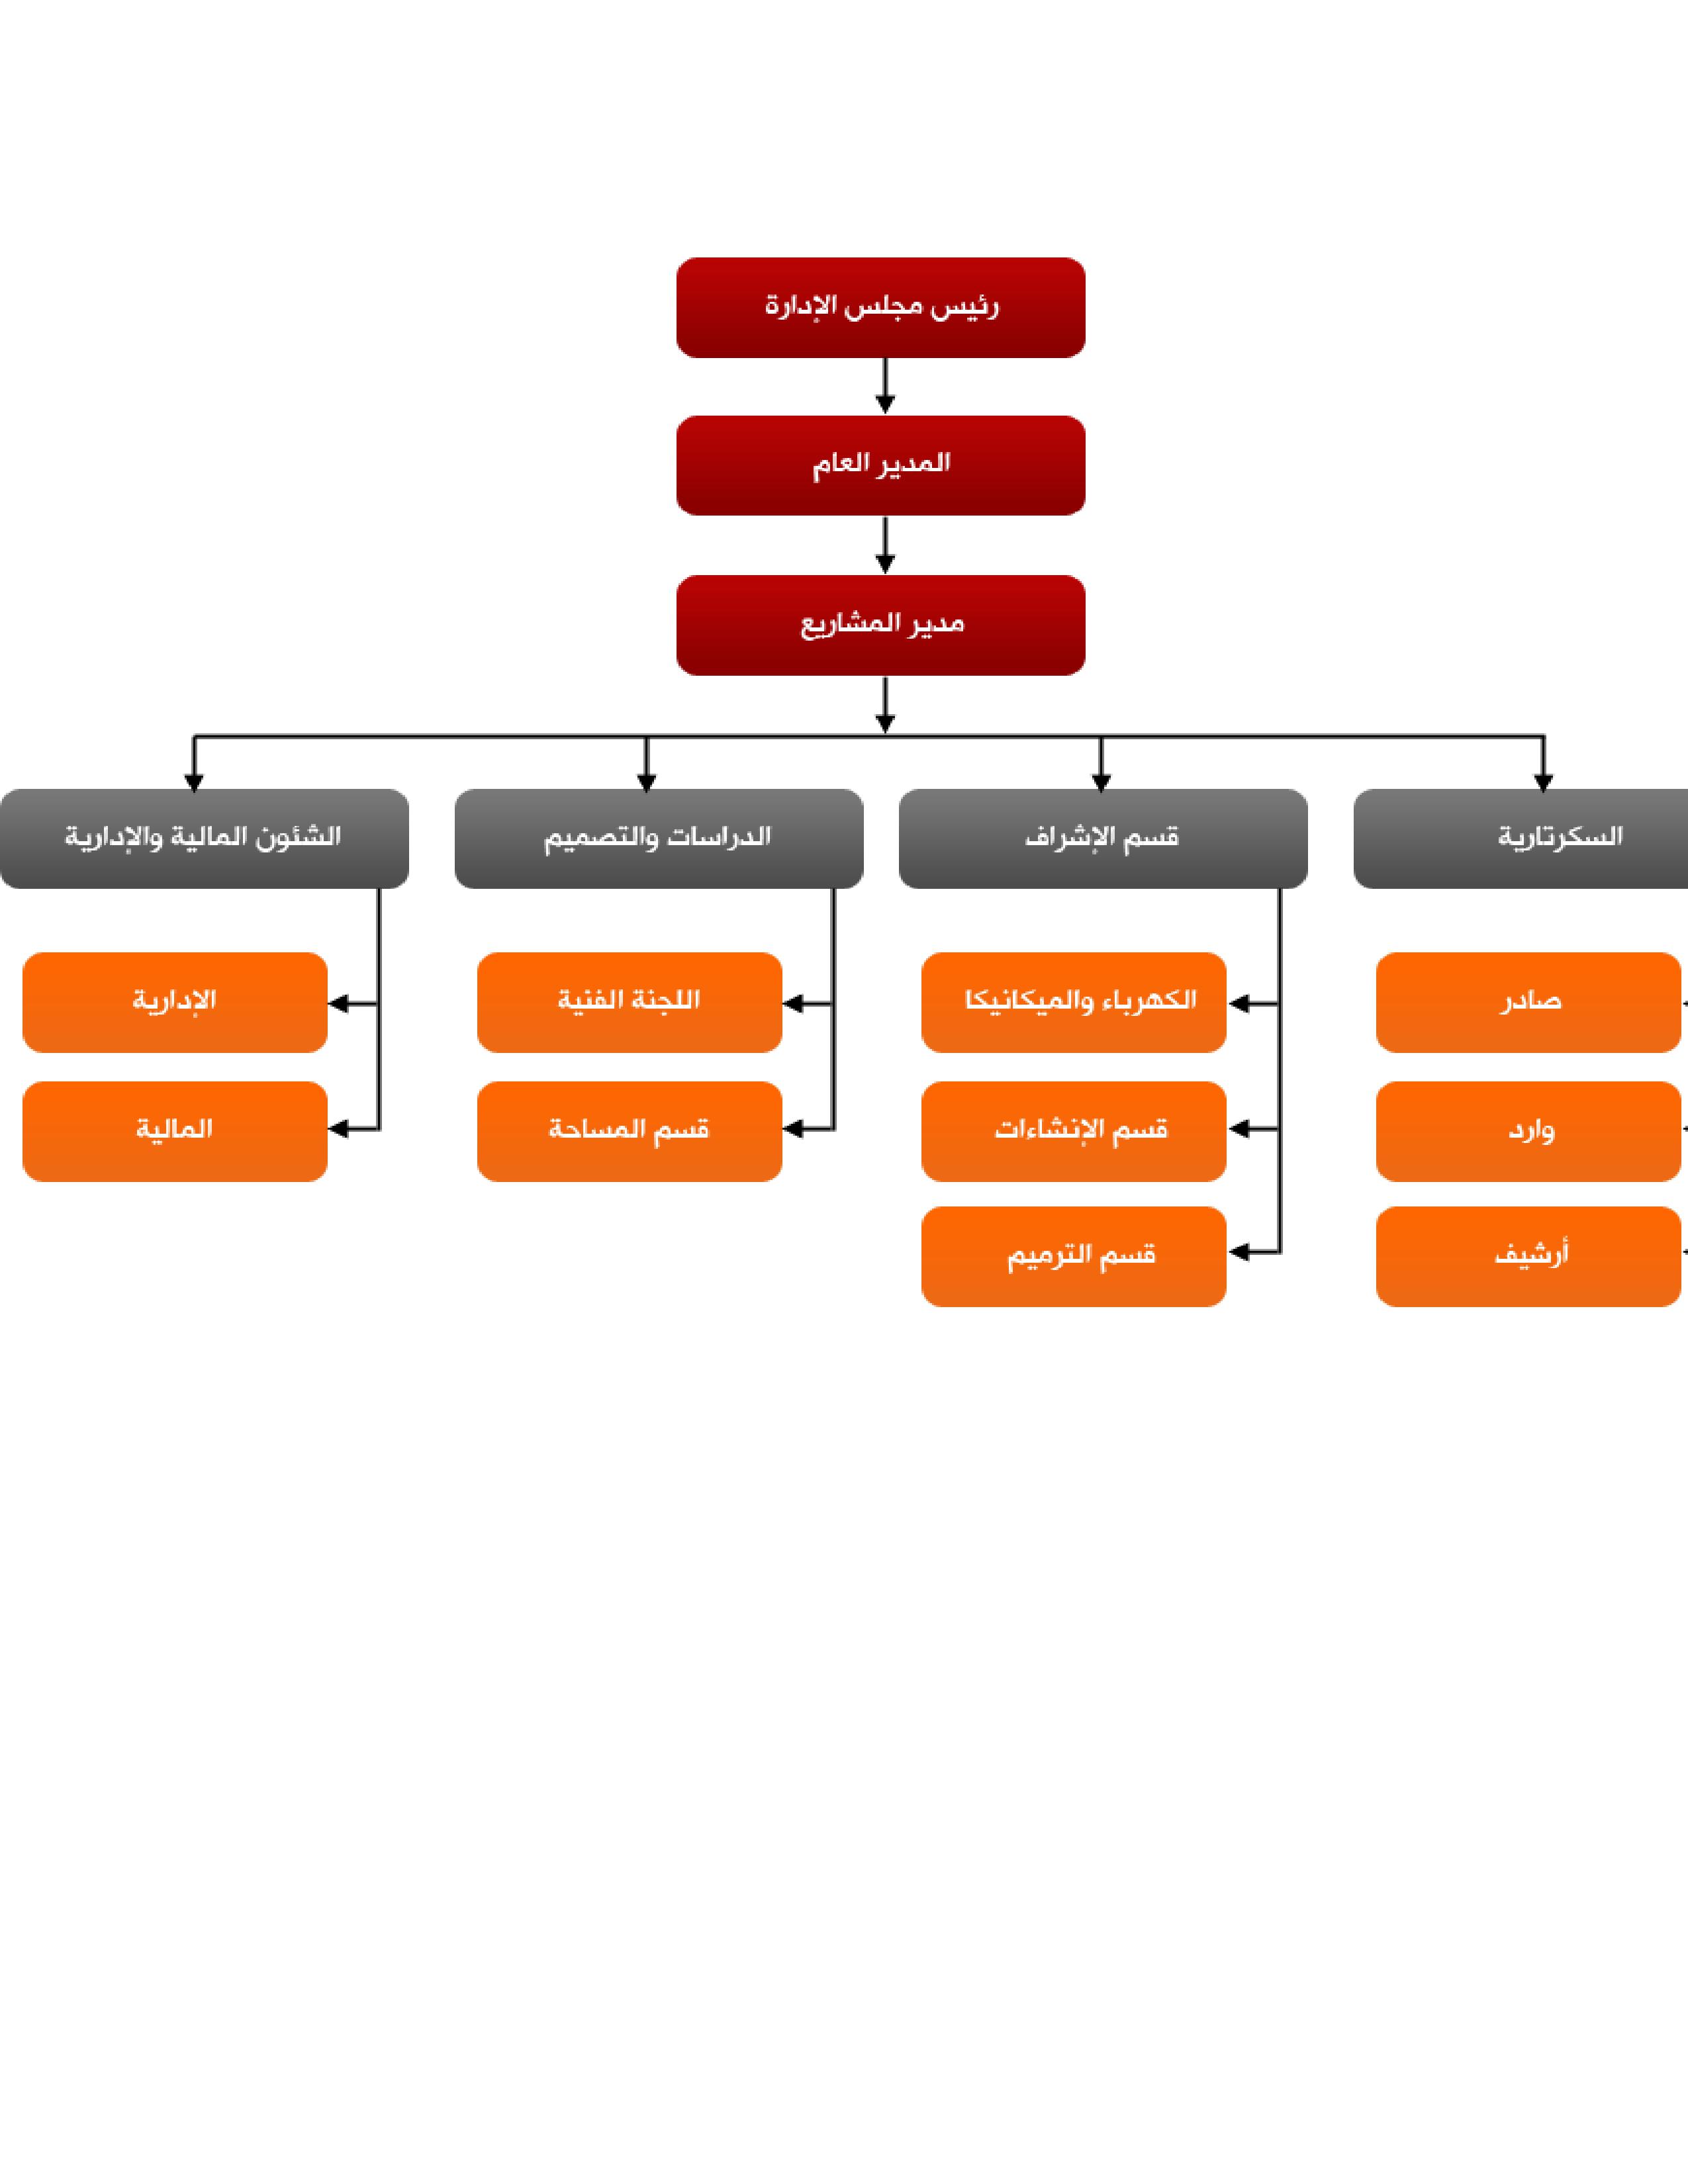 رئيس مجلس الإدارة
المدير العام
مدير المشاريع
السكرتارية
قسم الإشراف
الدراسات والتصميم
الشئون المالية والإدارية
صادر
الكهرباء والميكانيكا
اللجنة الفنية
الإدارية
وارد
قسم الإنشاءات
قسم المساحة
المالية
أرشيف
قسم الترميم